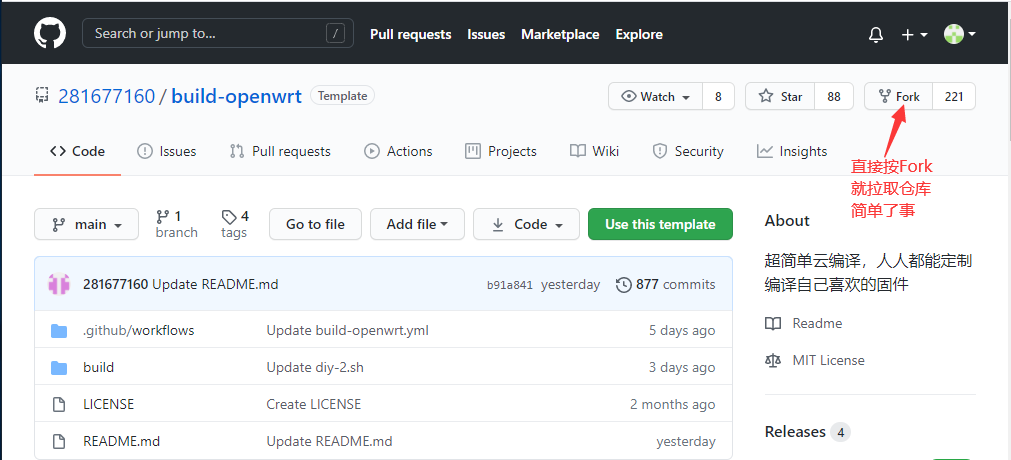 Search or jump to... /
Pull requests Issues Marketplace Explore
281677160 / build-openwrt Template
Watch 8 Star 88 Fork 221
Code Issues Pull requests Actions Projects Wiki Security Insights
直接按Fork
就拉取仓库
简单了事
main 1 branch 4 tags Go to file Add file Code Use this template
281677160 Update README.md b91a841 yesterday 877 commits
.github/workflows Update build-openwrt.yml 5 days ago
build Update diy-2.sh 3 days ago
LICENSE Create LICENSE 2 months ago
README.md Update README.md yesterday
About
超简单云编译，人人都能定制
编译自己喜欢的固件
Readme
MIT License
Releases 4